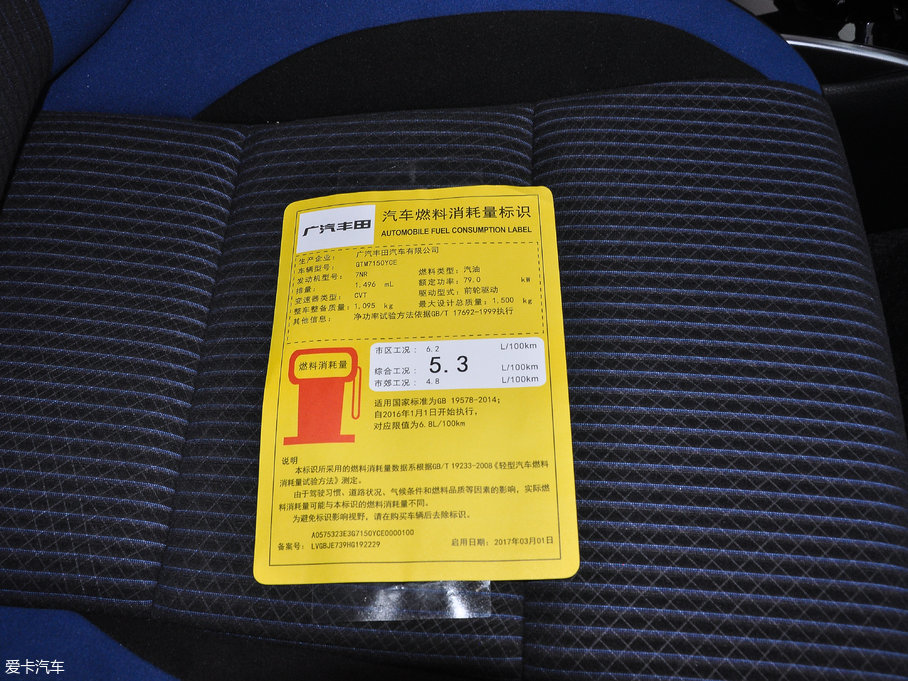 广汽丰田
汽车燃料消耗量标识
AUTOMOBILE FUEL CONSUMPTION LABEL
生产企业: 广汽丰田汽车有限公司
车辆型号: GTM7150YCE
发动机型号: 7NR 燃料类型: 汽油
排量: 1,496 mL 额定功率: 79.0 kW
变速器类型: CVT 驱动型式: 前轮驱动
整车整备质量: 1,095 kg 最大设计总质量: 1,500 kg
其他信息: 净功率试验方法依据GB/T 17692-1999执行
燃料消耗量
市区工况: 6.2 L/100km
综合工况: 5.3 L/100km
市郊工况: 4.8 L/100km
适用国家标准为GB 19578-2014;
自2016年1月1日开始执行,
对应限值为6.8L/100km
说明
本标识所采用的燃料消耗量数据系根据GB/T 19233-2008《轻型汽车燃料
消耗量试验方法》测定。
由于驾驶习惯、道路状况、气候条件和燃料品质等因素的影响, 实际燃
料消耗量可能与本标识的燃料消耗量不同。
为避免标识影响视野, 请在购买车辆后去除标识。
A0575323E3G7150YCE0000100
备案号: LVGBJE739HG192229 启用日期: 2017年03月01日
爱卡汽车